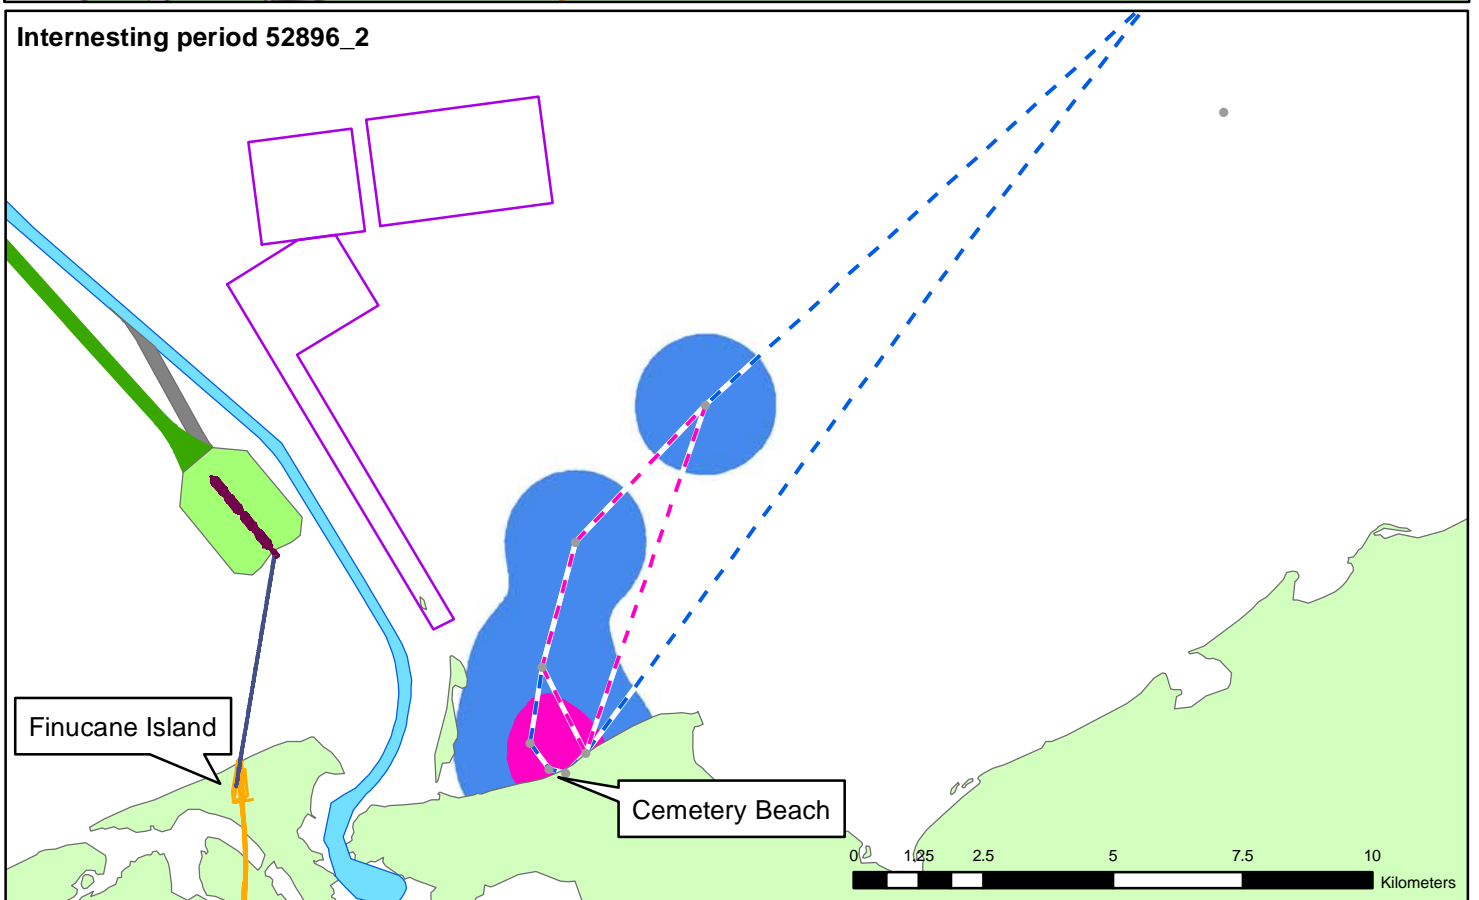 Internesting period 52896_2
Finucane Island
Cemetery Beach
0 1.25 2.5 5 7.5 10
Kilometers